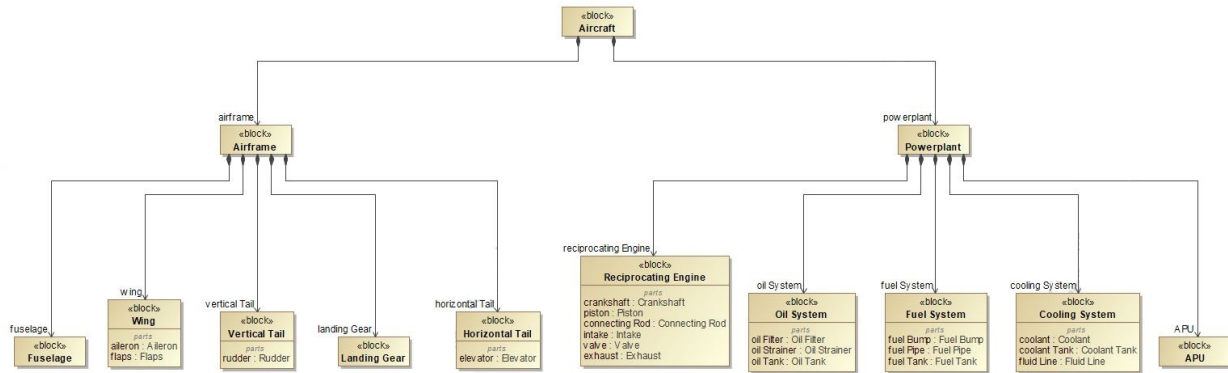 «block»
Aircraft
airframe
«block»
Airframe
powerplant
«block»
Powerplant
fuselage
«block»
Fuselage
wing
«block»
Wing
parts
aileron : Aileron
flaps : Flaps
vertical Tail
«block»
Vertical Tail
parts
rudder : Rudder
landing Gear
«block»
Landing Gear
horizontal Tail
«block»
Horizontal Tail
parts
elevator : Elevator
reciprocating Engine
«block»
Reciprocating Engine
parts
crankshaft : Crankshaft
piston : Piston
connecting Rod : Connecting Rod
intake : Intake
valve : Valve
exhaust : Exhaust
oil System
«block»
Oil System
parts
oil Filter : Oil Filter
oil Strainer : Oil Strainer
oil Tank : Oil Tank
fuel System
«block»
Fuel System
parts
fuel Bump : Fuel Bump
fuel Pipe : Fuel Pipe
fuel Tank : Fuel Tank
cooling System
«block»
Cooling System
parts
coolant : Coolant
coolant Tank : Coolant Tank
fluid Line : Fluid Line
APU
«block»
APU